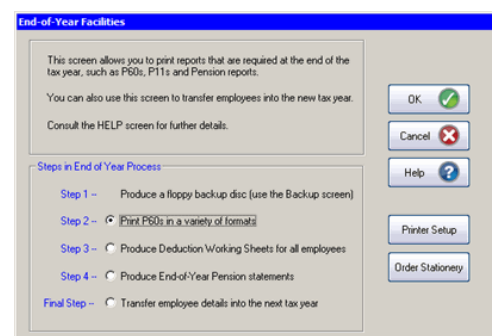 End-of-Year Facilities
This screen allows you to print reports that are required at the end of the
tax year, such as P60s, P11s and Pension reports.
You can also use this screen to transfer employees into the new tax year.
Consult the HELP screen for further details.
OK
Cancel
Help
Steps in End of Year Process
Step 1 -- Produce a floppy backup disc (use the Backup screen)
Step 2 -- Print P60s in a variety of formats
Step 3 -- Produce Deduction Working Sheets for all employees
Step 4 -- Produce End-of-Year Pension statements
Final Step -- Transfer employee details into the next tax year
Printer Setup
Order Stationery